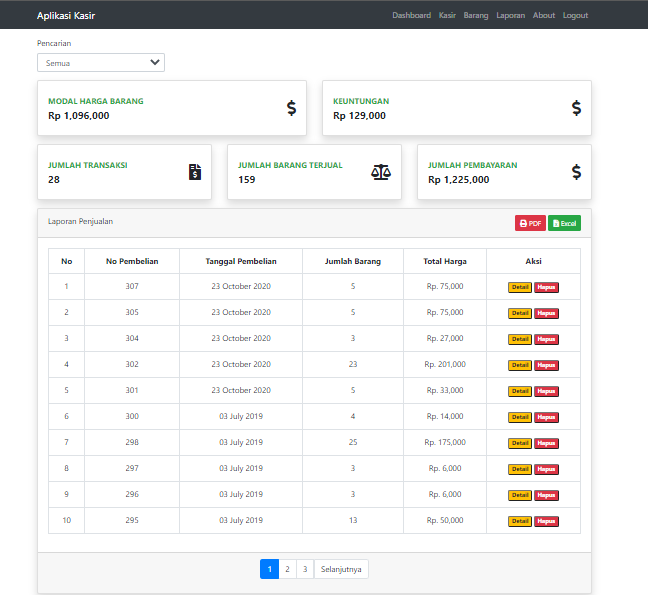 Aplikasi Kasir Dashboard Kasir Barang Laporan About Logout
Pencarian
Semua
MODAL HARGA BARANG
Rp 1,096,000
KEUNTUNGAN
Rp 129,000
JUMLAH TRANSAKSI
28
JUMLAH BARANG TERJUAL
159
JUMLAH PEMBAYARAN
Rp 1,225,000
Laporan Penjualan PDF Excel
No No Pembelian Tanggal Pembelian Jumlah Barang Total Harga Aksi
1 307 23 October 2020 5 Rp. 75,000 Detail Hapus
2 305 23 October 2020 5 Rp. 75,000 Detail Hapus
3 304 23 October 2020 3 Rp. 27,000 Detail Hapus
4 302 23 October 2020 23 Rp. 201,000 Detail Hapus
5 301 23 October 2020 5 Rp. 33,000 Detail Hapus
6 300 03 July 2019 4 Rp. 14,000 Detail Hapus
7 298 03 July 2019 25 Rp. 175,000 Detail Hapus
8 297 03 July 2019 3 Rp. 6,000 Detail Hapus
9 296 03 July 2019 3 Rp. 6,000 Detail Hapus
10 295 03 July 2019 13 Rp. 50,000 Detail Hapus
1 2 3 Selanjutnya